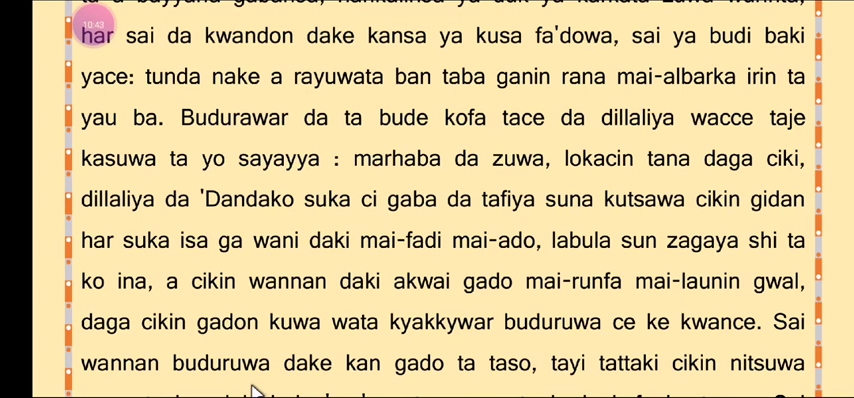 10:43
har sai da kwandon dake kansa ya kusa fa'dowa, sai ya budi baki
yace: tunda nake a rayuwata ban taba ganin rana mai-albarka irin ta
yau ba. Budurawar da ta bude kofa tace da dillaliya wacce taje
kasuwa ta yo sayayya : marhaba da zuwa, lokacin tana daga ciki,
dillaliya da 'Dandako suka ci gaba da tafiya suna kutsawa cikin gidan
har suka isa ga wani daki mai-fadi mai-ado, labula sun zagaya shi ta
ko ina, a cikin wannan daki akwai gado mai-runfa mai-launin gwal,
daga cikin gadon kuwa wata kyakkywar buduruwa ce ke kwance. Sai
wannan buduruwa dake kan gado ta taso, tayi tattaki cikin nitsuwa